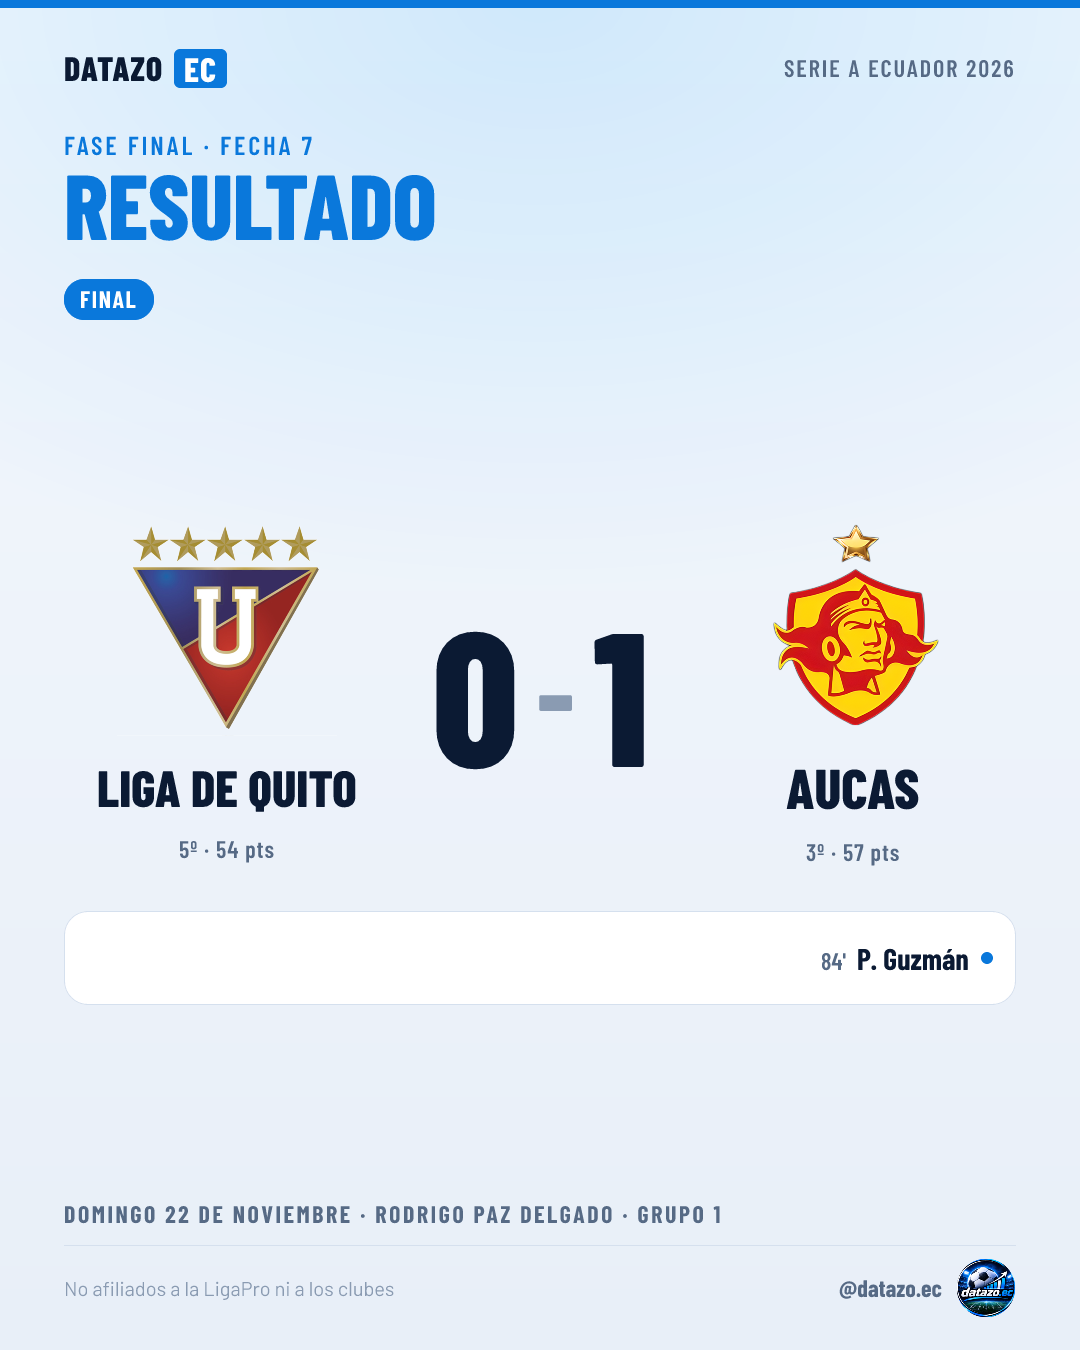 DATAZO EC
SERIE A ECUADOR 2026
FASE FINAL · FECHA 7
RESULTADO
FINAL
U
0 - 1
LIGA DE QUITO
AUCAS
5º · 54 pts
3º · 57 pts
84' P. Guzmán
DOMINGO 22 DE NOVIEMBRE · RODRIGO PAZ DELGADO · GRUPO 1
No afiliados a la LigaPro ni a los clubes
@datazo.ec
datazo.ec